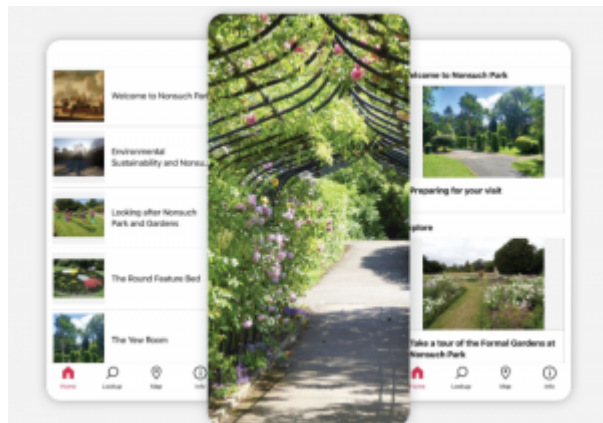 Welcome to Nonsuch Par
Environmental
Sustainability and Nonsu...
Looking after Nonsuch
Park and Gardens
The Round Feature Bed
The Yew Room
Home
Lookup
Map
Info
elcome to Nonsuch Park
Preparing for your visit
xplore
Take a tour of the Formal Gardens at
Nonsuch Park
Home
Lookup
Map
Info